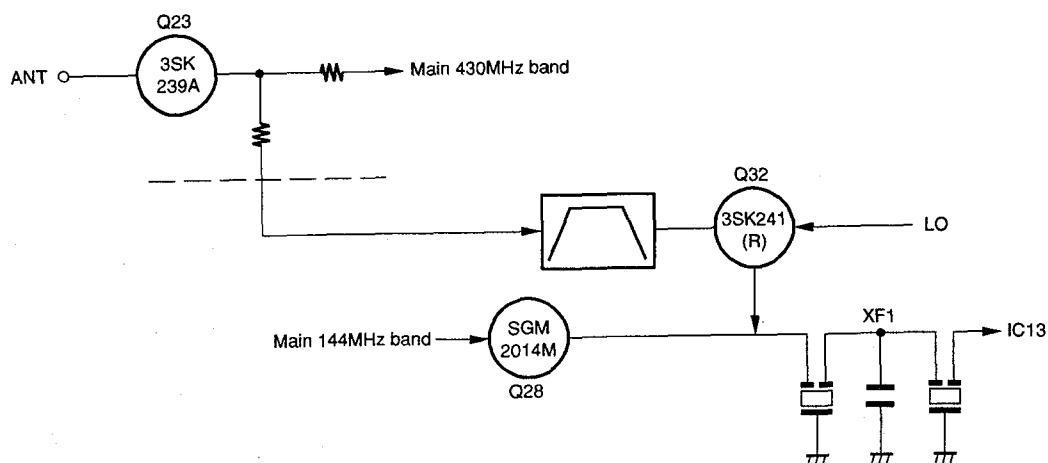 Q23
ANT
3SK
239A
Main 430MHz band
Q32
3SK241
(R)
LO
Main 144MHz band
SGM
2014M
Q28
XF1
IC13